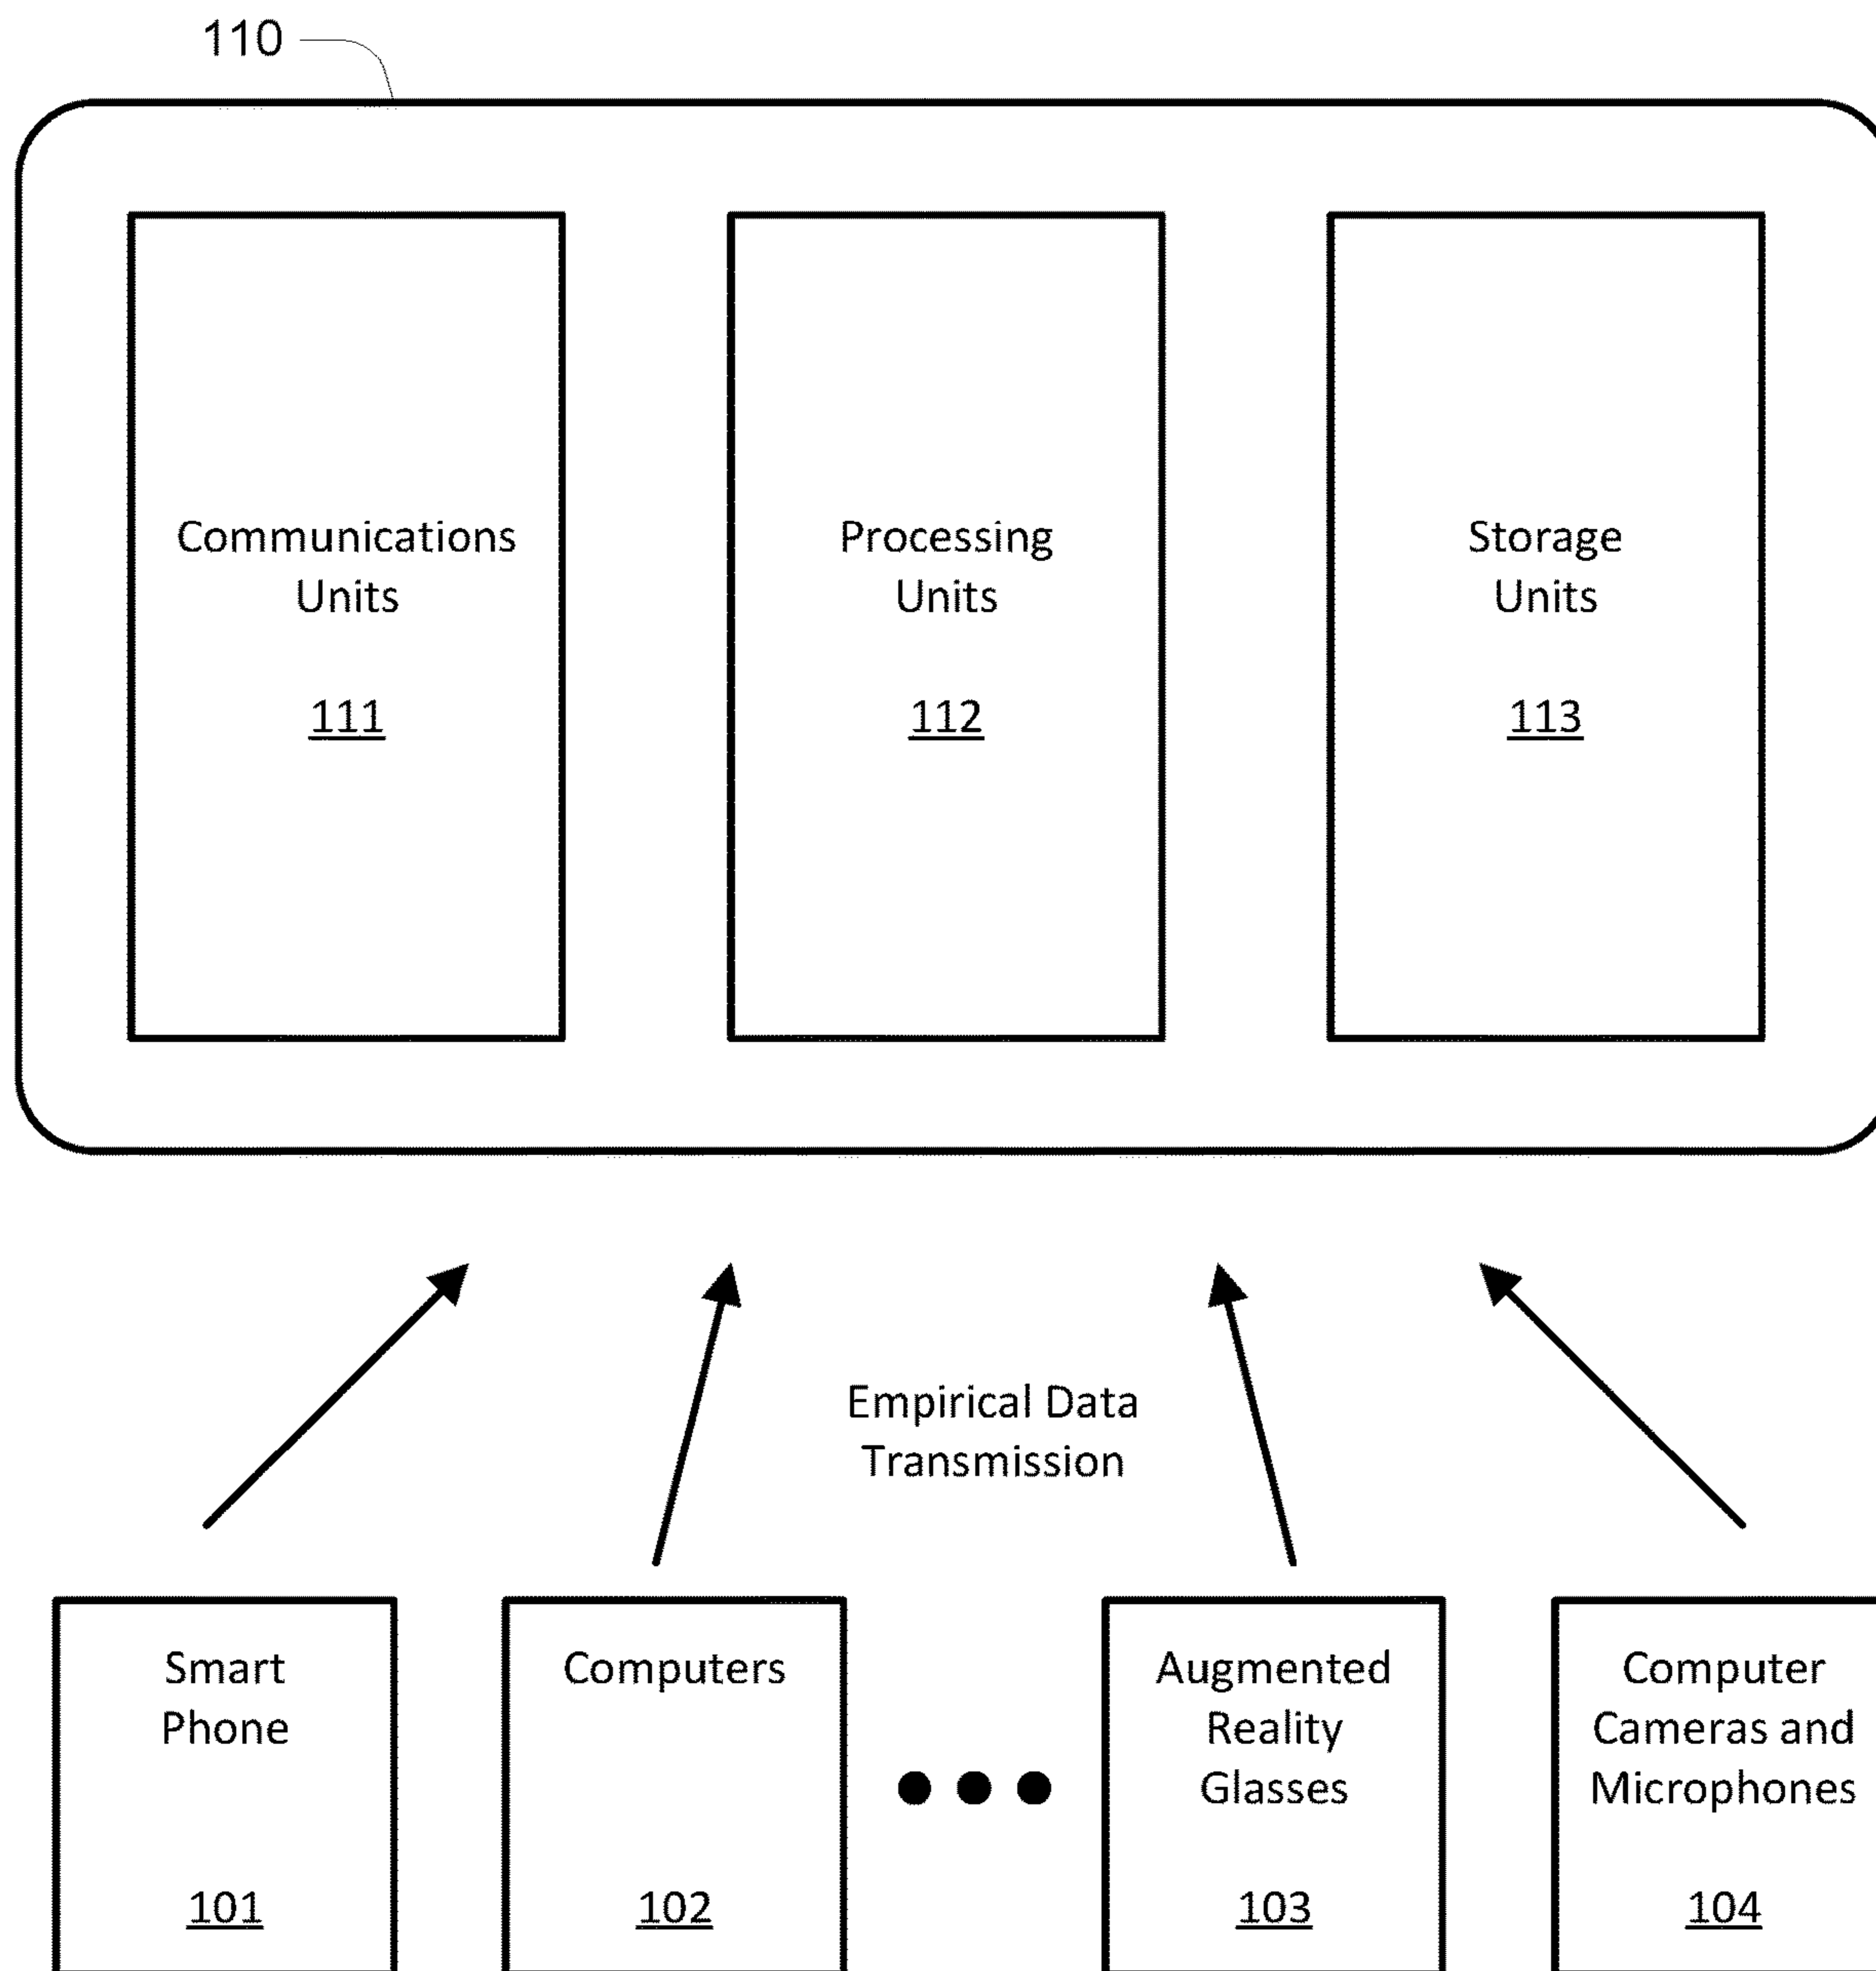 110
Communications
Units
111
Processing
Units
112
Storage
Units
113
Empirical Data
Transmission
Smart
Phone
101
Computers
102
Augmented
Reality
Glasses
103
Computer
Cameras and
Microphones
104